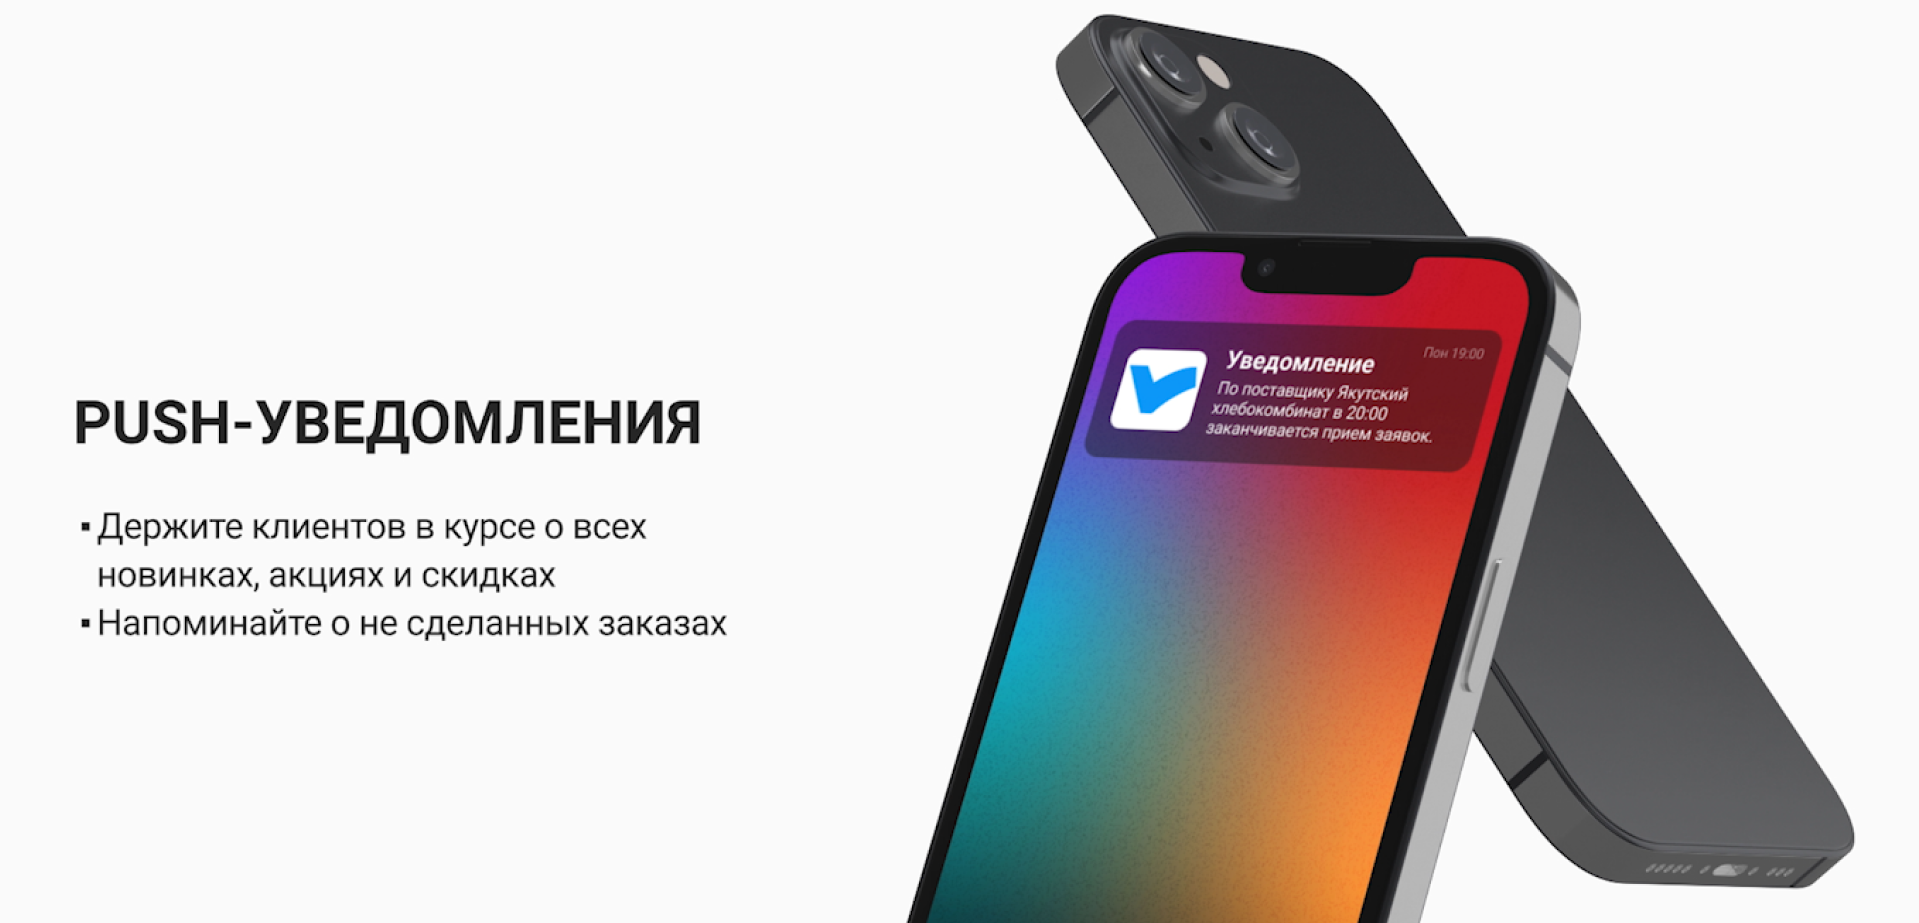 PUSH-УВЕДОМЛЕНИЯ
▪ Держите клиентов в курсе о всех
новинках, акциях и скидках
▪ Напоминайте о не сделанных заказах
Уведомление
Пон 19:00
По поставщику Якутский
хлебокомбинат в 20:00
заканчивается прием заявок.